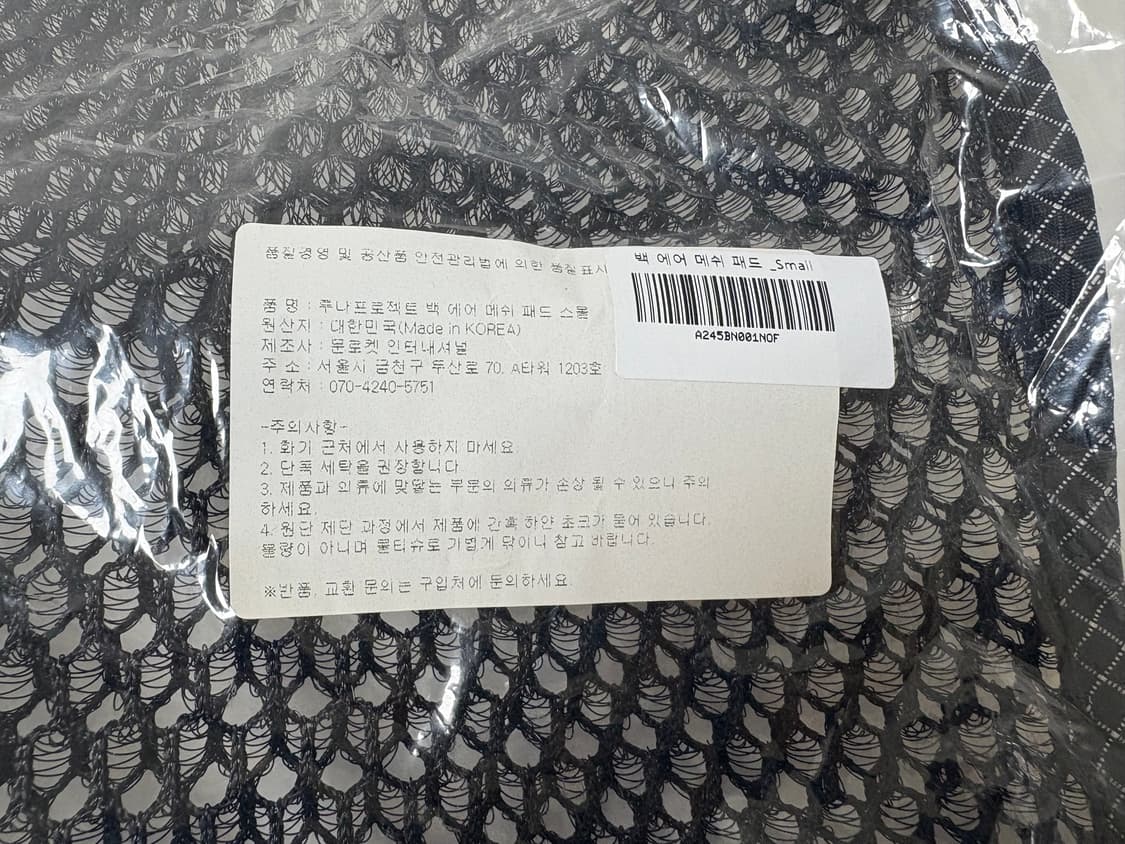 품질경영 및 공산품 안전관리법에 의한 품질표시
백 에어 메쉬 패드 _Small
A245BN001NOF
품 명 : 루나프로젝트 백 에어 메쉬 패드 스몰
원산지 : 대한민국(Made in KOREA)
제조사 : 문로켓 인터내셔널
주 소 : 서울시 금천구 두산로 70, A타워 1203호
연락처 : 070-4240-5751
-주의사항-
1. 화기 근처에서 사용하지 마세요.
2. 단독 세탁을 권장합니다.
3. 제품과 의류에 맞닿는 부분의 의류가 손상 될 수 있으니 주의
하세요.
4. 원단 제단 과정에서 제품에 간혹 하얀 초크가 묻어 있습니다.
불량이 아니며 물티슈로 가볍게 닦이니 참고 바랍니다.
※반품, 교환 문의는 구입처에 문의하세요.